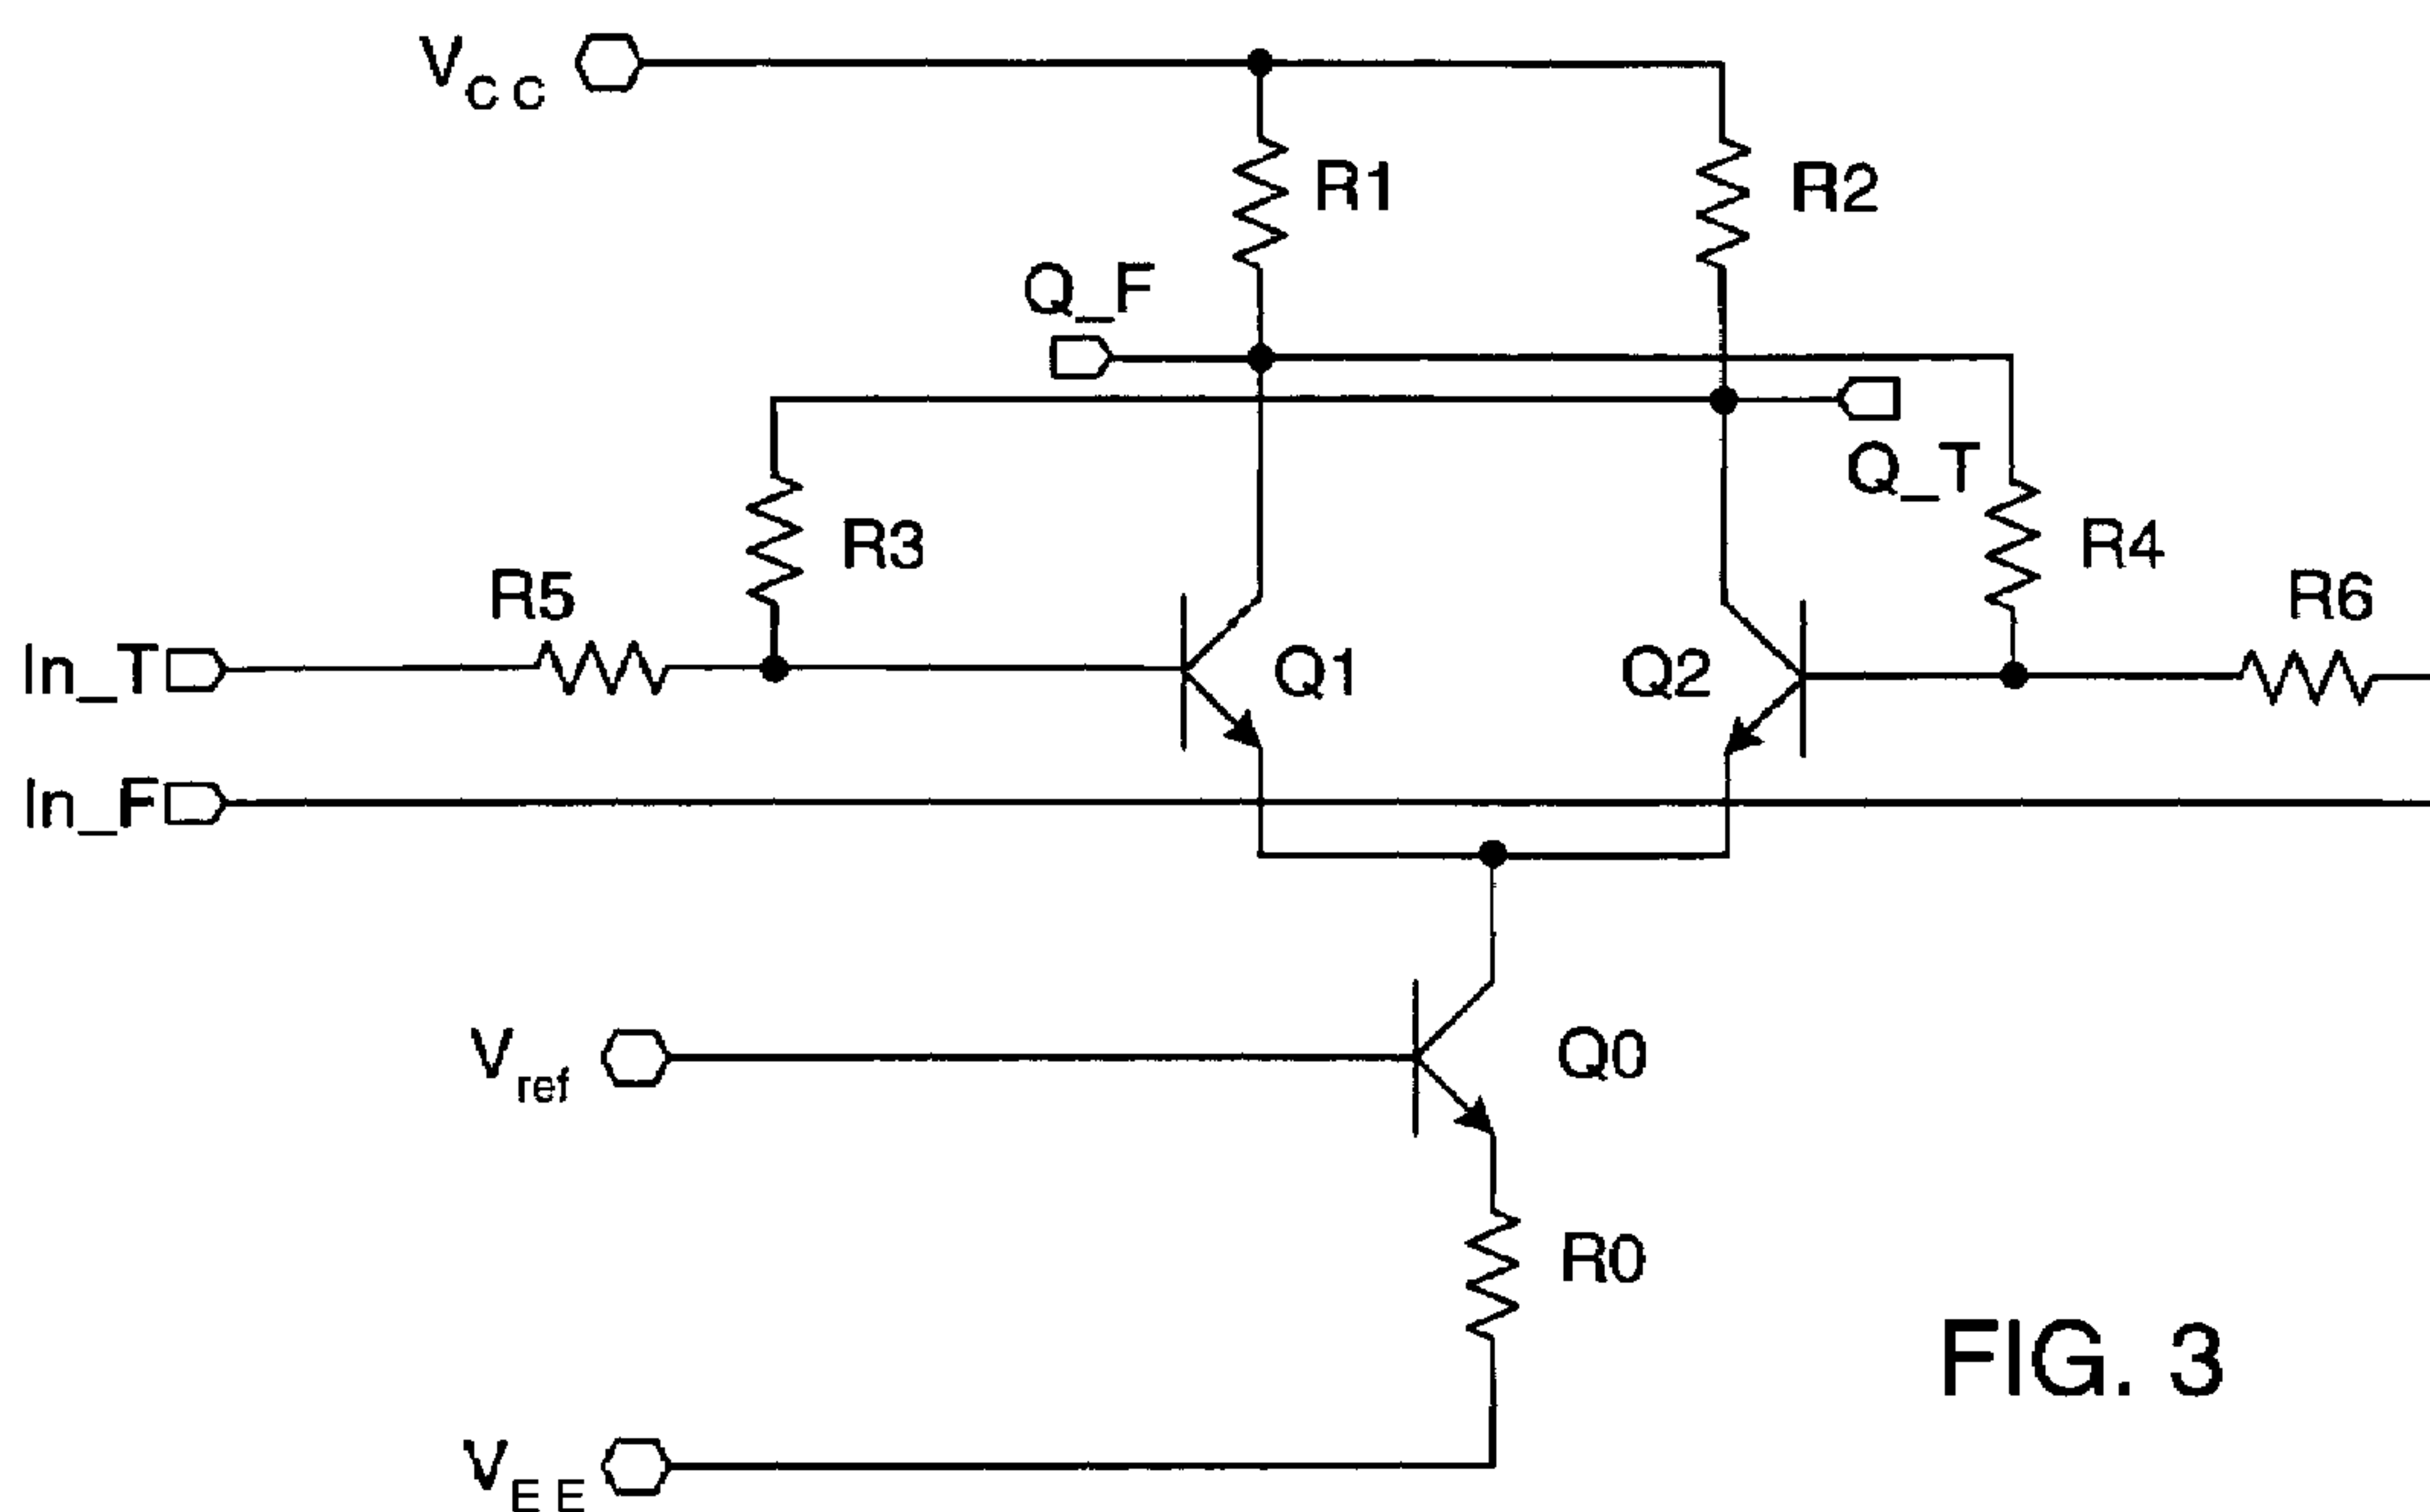 VCC
R1
R2
Q_F
Q_T
R3
R4
R5
R6
In_T
Q1
Q2
In_F
Vref
Q0
R0
FIG. 3
VEE